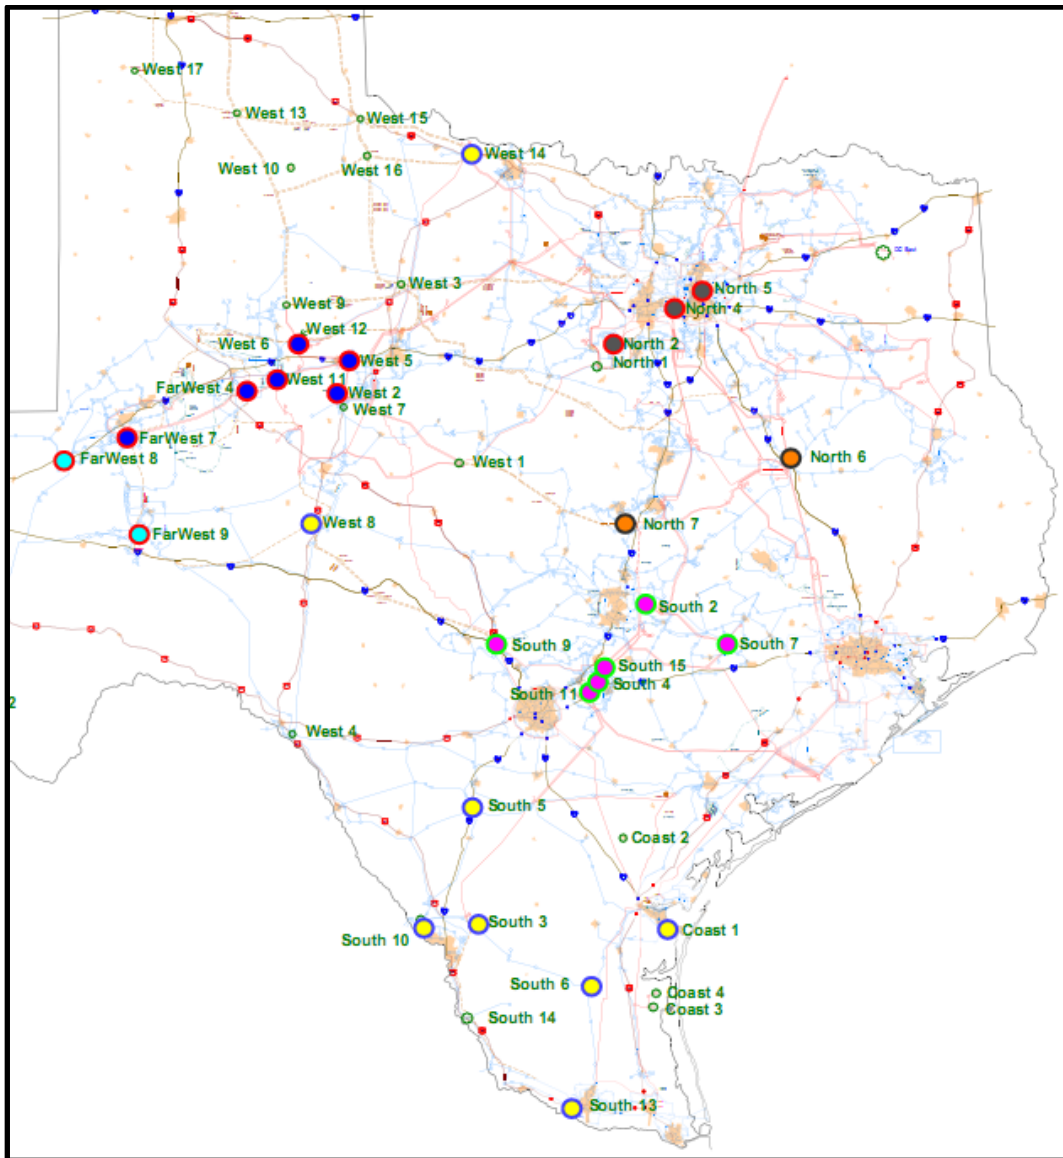 West 17
West 13
West 15
West 14
West 10
West 16
DC East
West 3
North 5
West 9
North 4
West 12
West 6
North 2
West 5
North 1
West 11
FarWest 4
West 2
West 7
FarWest 7
FarWest 8
West 1
North 6
West 8
North 7
FarWest 9
South 2
South 9
South 7
South 15
South 4
South 11
2
West 4
South 5
Coast 2
South 3
Coast 1
South 10
South 6
Coast 4
Coast 3
South 14
South 13